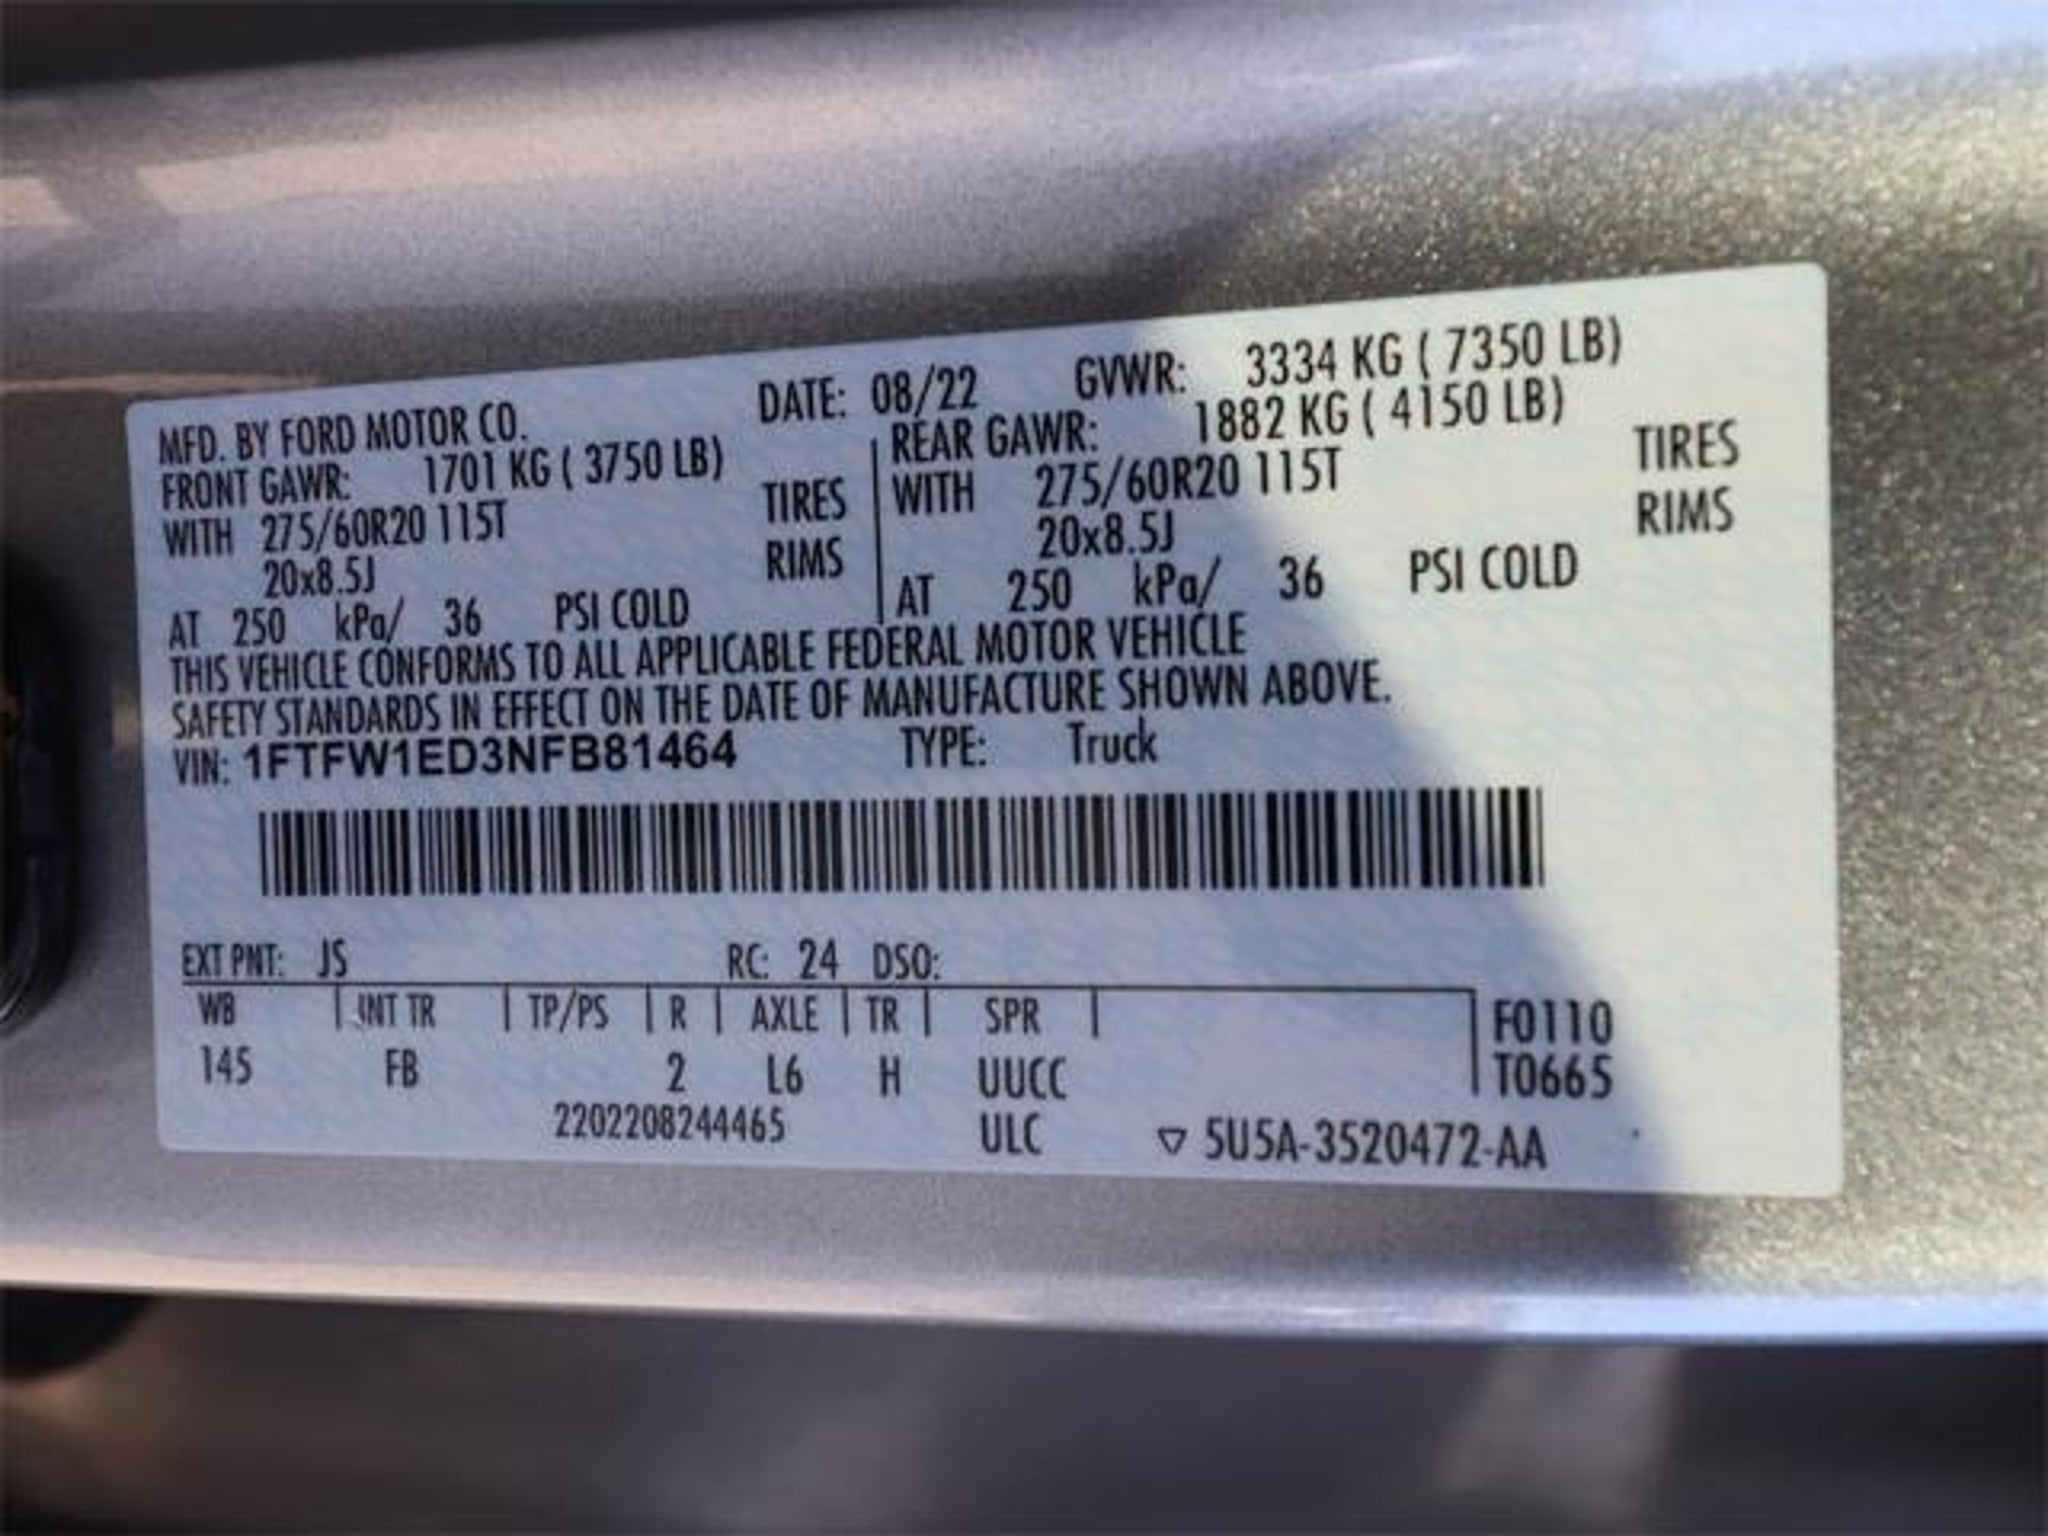 MFD. BY FORD MOTOR CO. DATE: 08/22 GVWR: 3334 KG ( 7350 LB)
FRONT GAWR: 1701 KG ( 3750 LB) REAR GAWR: 1882 KG ( 4150 LB)
WITH 275/60R20 115T TIRES WITH 275/60R20 115T TIRES
20x8.5J RIMS 20x8.5J RIMS
AT 250 kPa/ 36 PSI COLD AT 250 kPa/ 36 PSI COLD
THIS VEHICLE CONFORMS TO ALL APPLICABLE FEDERAL MOTOR VEHICLE
SAFETY STANDARDS IN EFFECT ON THE DATE OF MANUFACTURE SHOWN ABOVE.
VIN: 1FTFW1ED3NFB81464 TYPE: Truck
EXT PNT: JS RC: 24 DSO:
WB INT TR TP/PS R AXLE TR SPR F0110
145 FB 2 L6 H UUCC T0665
2202208244465 ULC ▽ 5U5A-3520472-AA